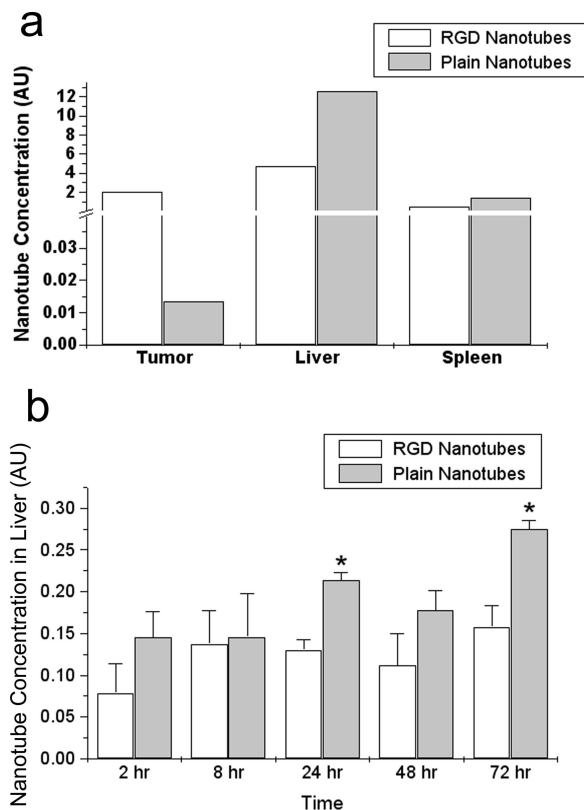 a
RGD Nanotubes
Plain Nanotubes
Nanotube Concentration (AU)
12
10
8
6
4
2
0.03
0.02
0.01
0.00
Tumor
Liver
Spleen
b
RGD Nanotubes
Plain Nanotubes
Nanotube Concentration in Liver (AU)
0.30
0.25
0.20
0.15
0.10
0.05
0.00
*
*
2 hr
8 hr
24 hr
48 hr
72 hr
Time